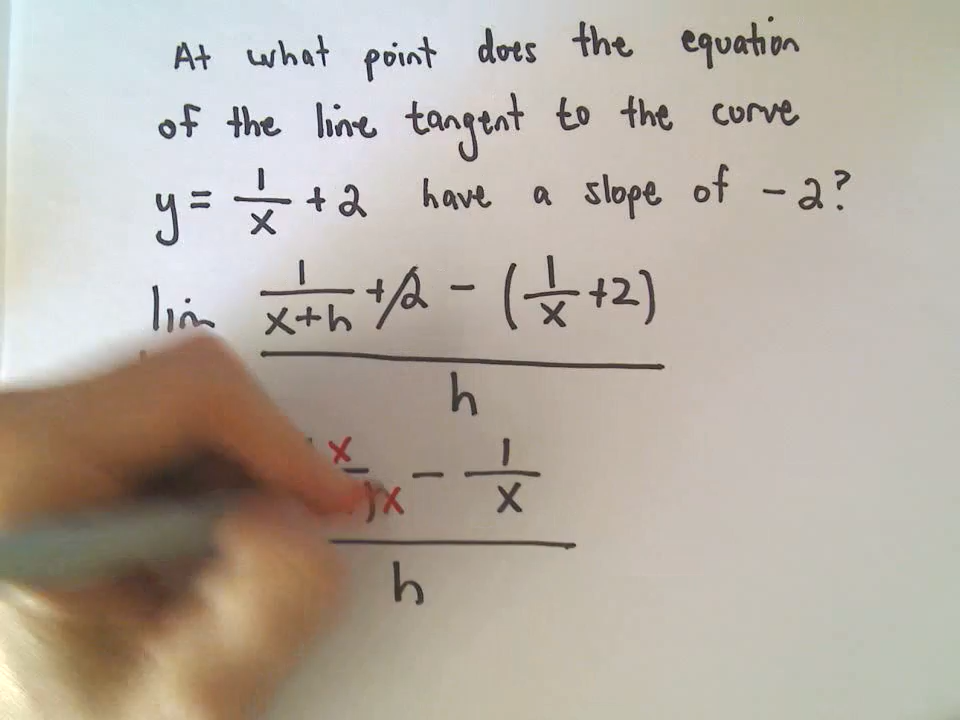 At what point does the equation
of the line tangent to the curve
y = 1/x + 2 have a slope of -2?
lim 1/(x+h) + 2 - (1/x + 2)
h
x/)x - 1/x
h